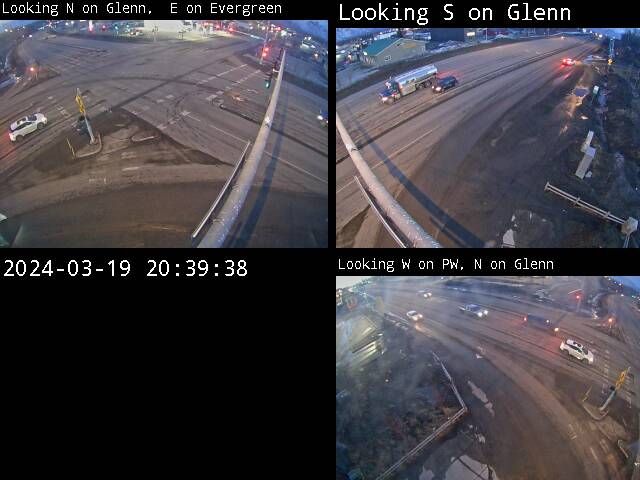 Looking N on Glenn,  E on Evergreen
Looking S on Glenn
2024-03-19 20:39:38
Looking W on PW, N on Glenn